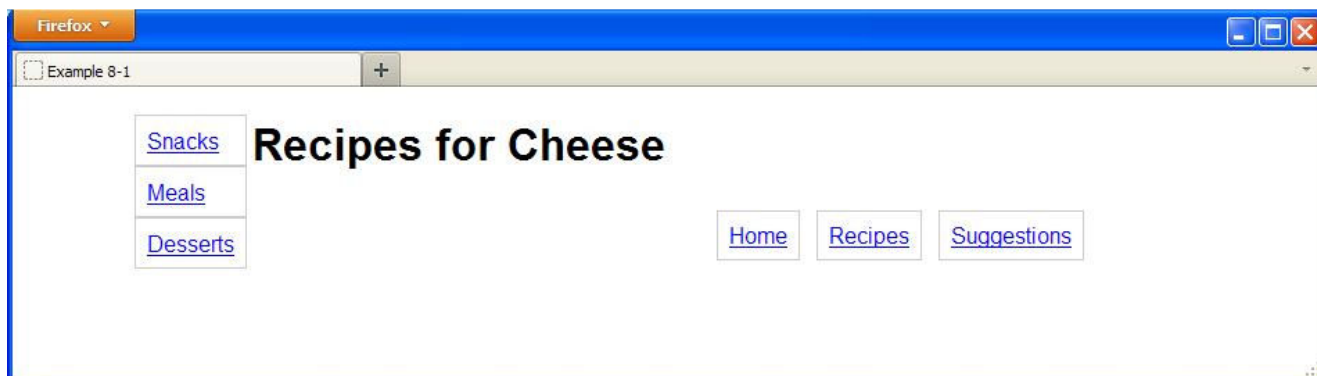 Firefox
Example 8-1
Snacks
Recipes for Cheese
Meals
Desserts
Home Recipes Suggestions